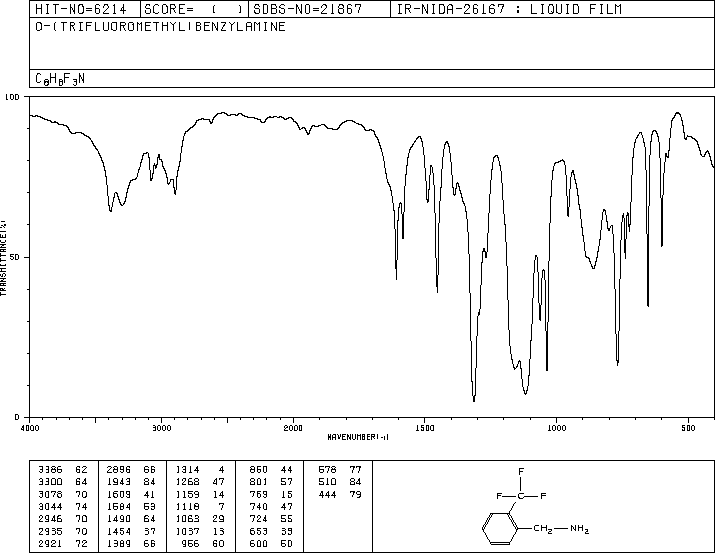 HIT-NO=6214 SCORE= ( ) SDBS-NO=21867 IR-NIDA-26167 : LIQUID FILM
O-(TRIFLUOROMETHYL)BENZYLAMINE
C8H8F3N
100
50
0
TRANSMITTANCE(%)
4000 3000 2000 1500 1000 500
WAVENUMBER(-1)
3386 62 2896 66 1314 4 860 44 578 77
3300 64 1943 84 1268 47 801 57 510 84
3078 70 1609 41 1159 14 769 15 444 79
3044 74 1584 53 1118 7 740 47
2946 70 1490 64 1063 29 724 55
2935 70 1454 37 1037 13 653 33
2921 72 1389 66 956 60 600 50
F
F C F
CH2 NH2